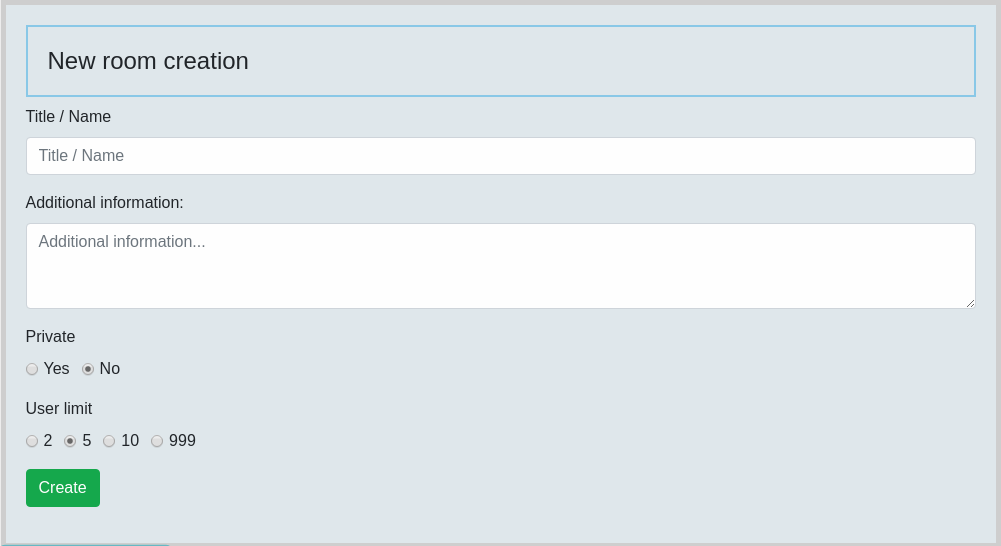 New room creation
Title / Name
Title / Name
Additional information:
Additional information...
Private
Yes No
User limit
2 5 10 999
Create